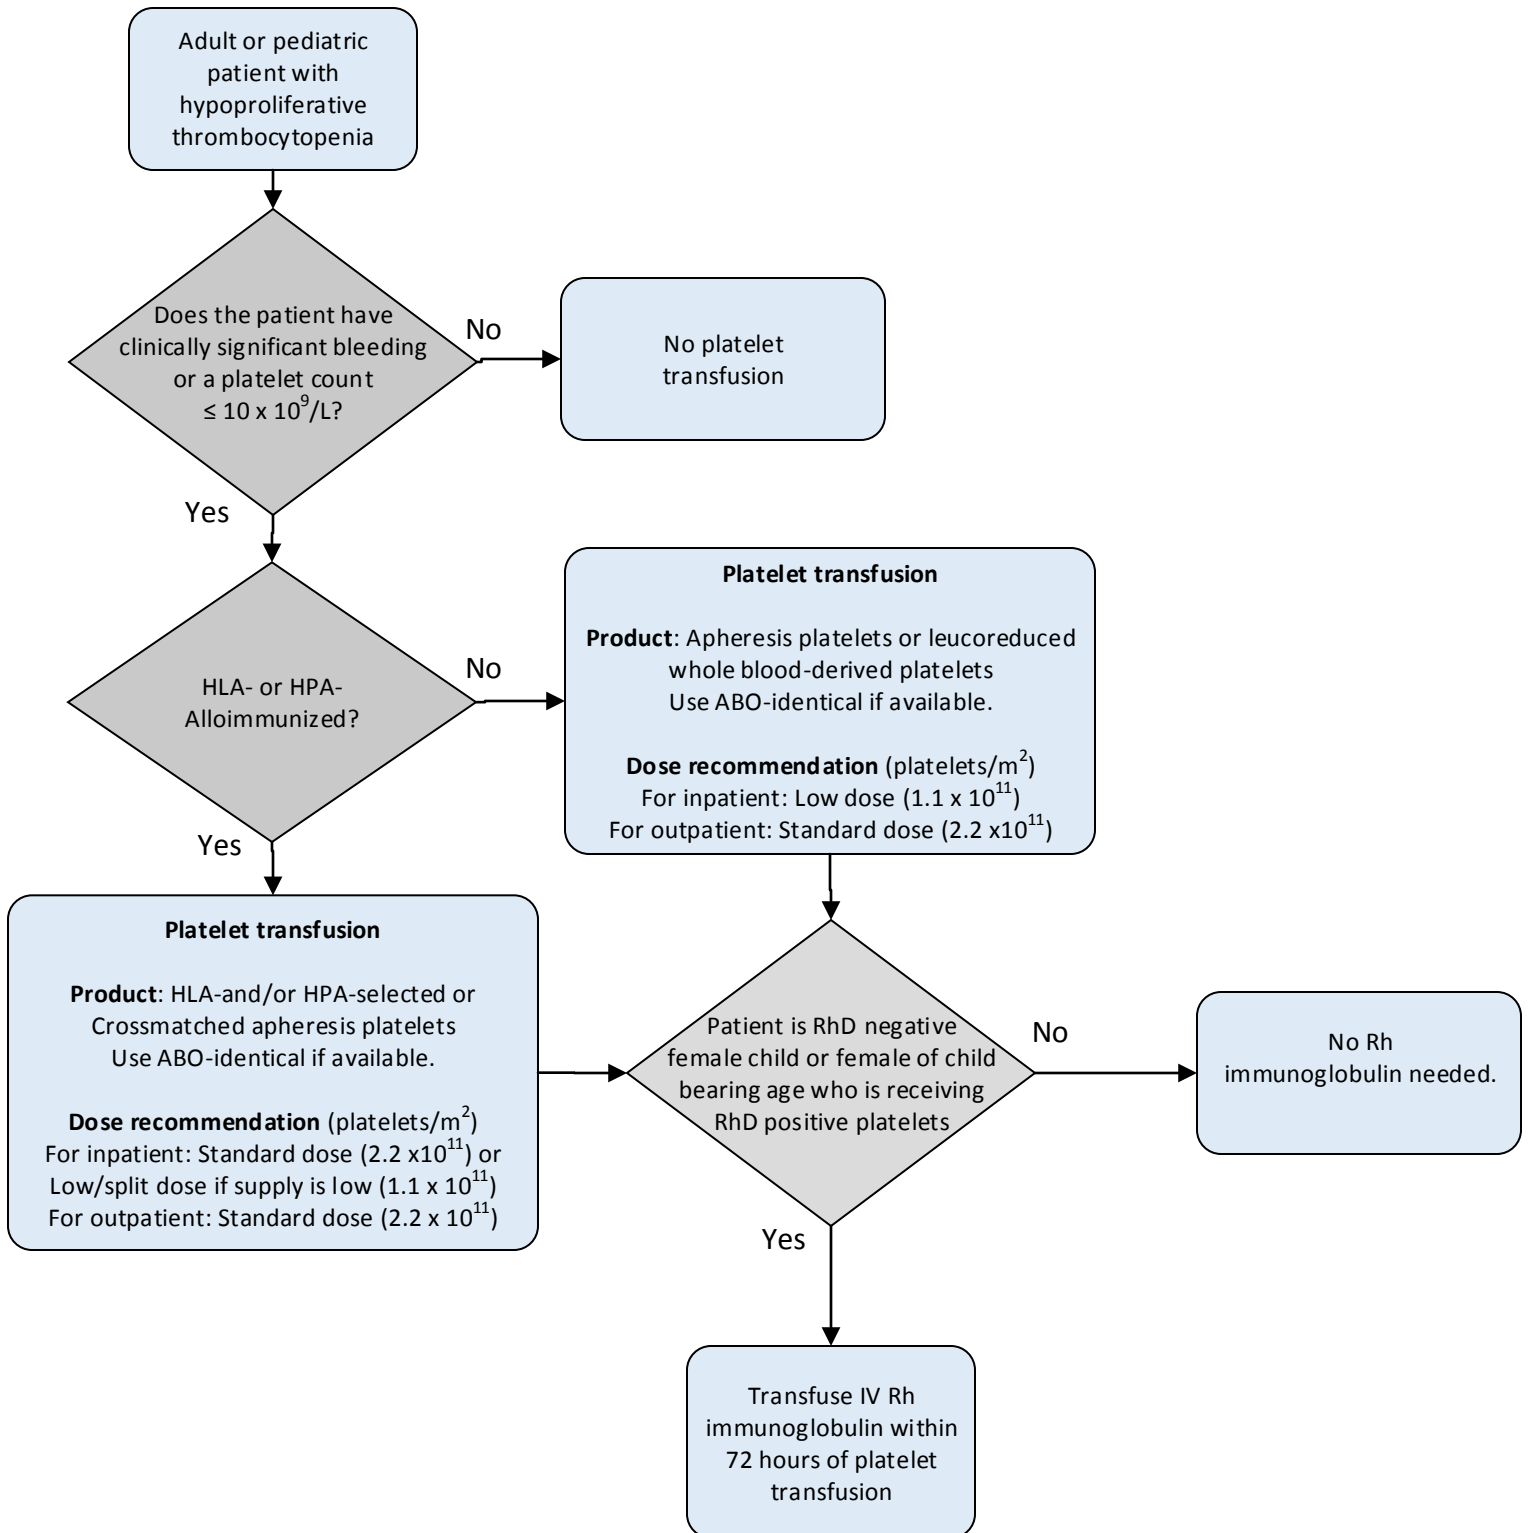 Adult or pediatric
patient with
hypoproliferative
thrombocytopenia
Does the patient have
clinically significant bleeding
or a platelet count
≤ 10 x 10⁹/L?
No
No platelet
transfusion
Yes
HLA- or HPA-
Alloimmunized?
No
Platelet transfusion
Product: Apheresis platelets or leucoreduced
whole blood-derived platelets
Use ABO-identical if available.
Dose recommendation (platelets/m²)
For inpatient: Low dose (1.1 x 10¹¹)
For outpatient: Standard dose (2.2 x10¹¹)
Yes
Platelet transfusion
Product: HLA-and/or HPA-selected or
Crossmatched apheresis platelets
Use ABO-identical if available.
Dose recommendation (platelets/m²)
For inpatient: Standard dose (2.2 x10¹¹) or
Low/split dose if supply is low (1.1 x 10¹¹)
For outpatient: Standard dose (2.2 x 10¹¹)
Patient is RhD negative
female child or female of child
bearing age who is receiving
RhD positive platelets
No
No Rh
immunoglobulin needed.
Yes
Transfuse IV Rh
immunoglobulin within
72 hours of platelet
transfusion